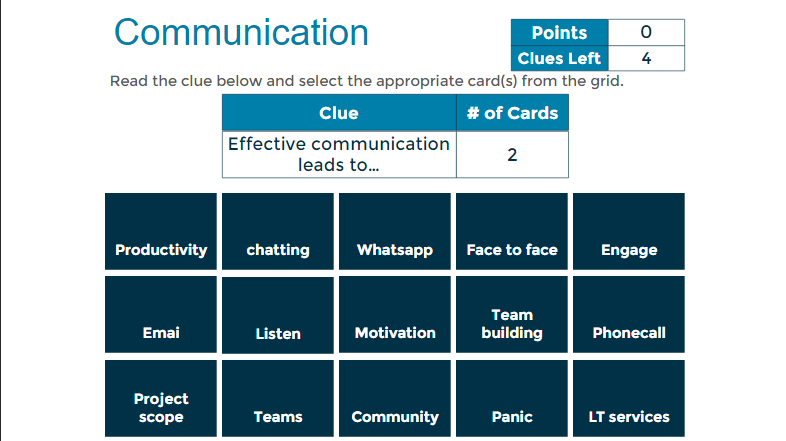 Communication
Points 0
Clues Left 4
Read the clue below and select the appropriate card(s) from the grid.
Clue # of Cards
Effective communication
leads to... 2
Productivity chatting Whatsapp Face to face Engage
Emai Listen Motivation Team
building Phonecall
Project
scope Teams Community Panic LT services